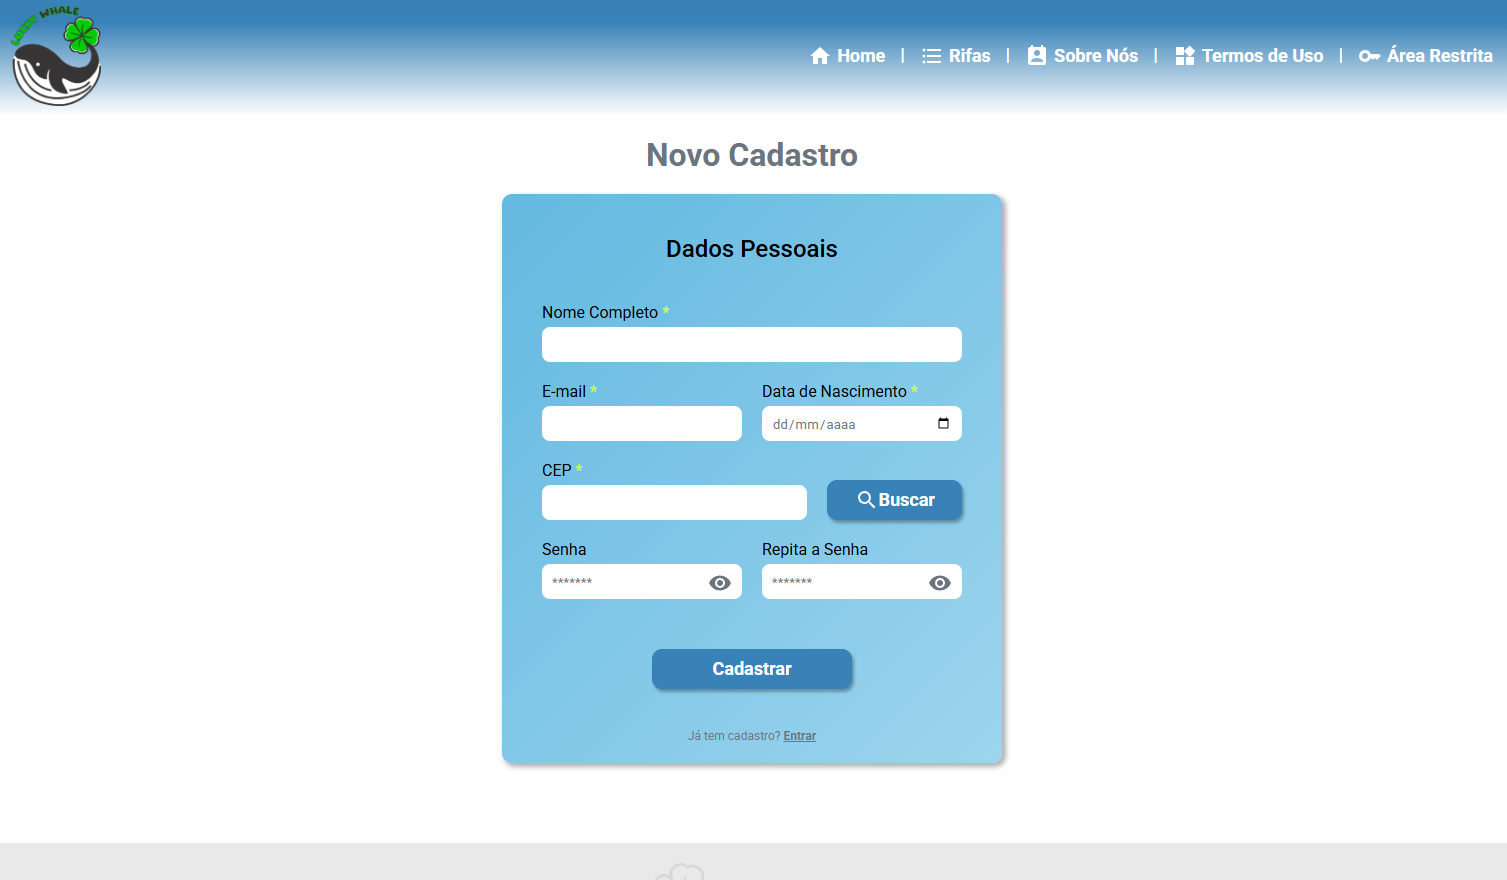 LUCKY WHALE
Home | Rifas | Sobre Nós | Termos de Uso | Área Restrita
Novo Cadastro
Dados Pessoais
Nome Completo *
E-mail * Data de Nascimento *
dd/mm/aaaa
CEP *
Buscar
Senha Repita a Senha
******* *******
Cadastrar
Já tem cadastro? Entrar